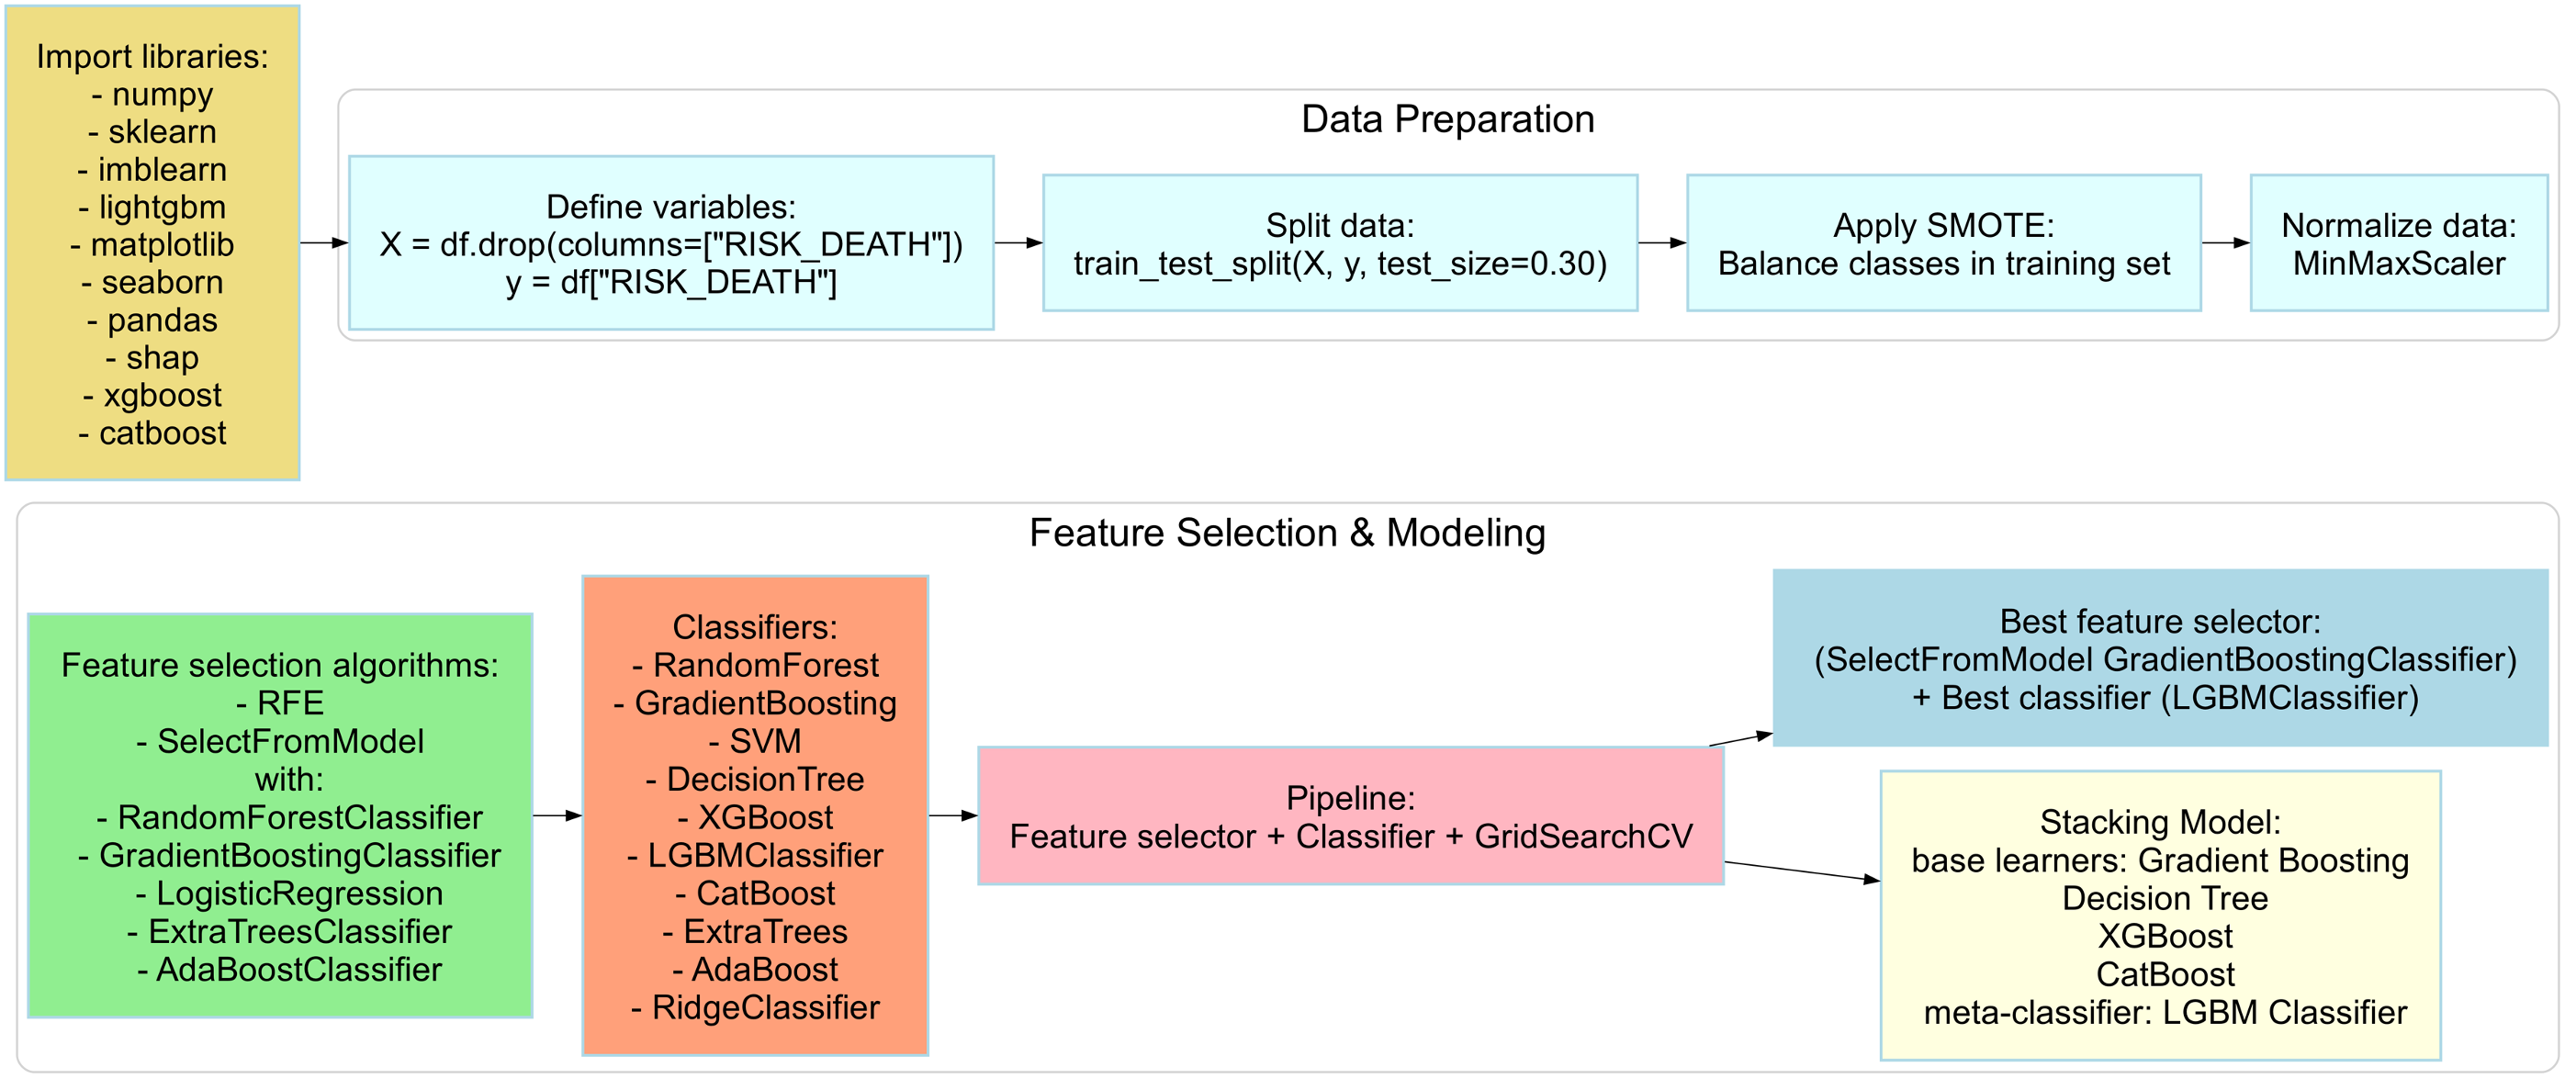 Import libraries:
- numpy
- sklearn
- imblearn
- lightgbm
- matplotlib
- seaborn
- pandas
- shap
- xgboost
- catboost
Data Preparation
Define variables:
X = df.drop(columns=["RISK_DEATH"])
y = df["RISK_DEATH"]
Split data:
train_test_split(X, y, test_size=0.30)
Apply SMOTE:
Balance classes in training set
Normalize data:
MinMaxScaler
Feature Selection & Modeling
Feature selection algorithms:
- RFE
- SelectFromModel
with:
- RandomForestClassifier
- GradientBoostingClassifier
- LogisticRegression
- ExtraTreesClassifier
- AdaBoostClassifier
Classifiers:
- RandomForest
- GradientBoosting
- SVM
- DecisionTree
- XGBoost
- LGBMClassifier
- CatBoost
- ExtraTrees
- AdaBoost
- RidgeClassifier
Pipeline:
Feature selector + Classifier + GridSearchCV
Best feature selector:
(SelectFromModel GradientBoostingClassifier)
+ Best classifier (LGBMClassifier)
Stacking Model:
base learners: Gradient Boosting
Decision Tree
XGBoost
CatBoost
meta-classifier: LGBM Classifier